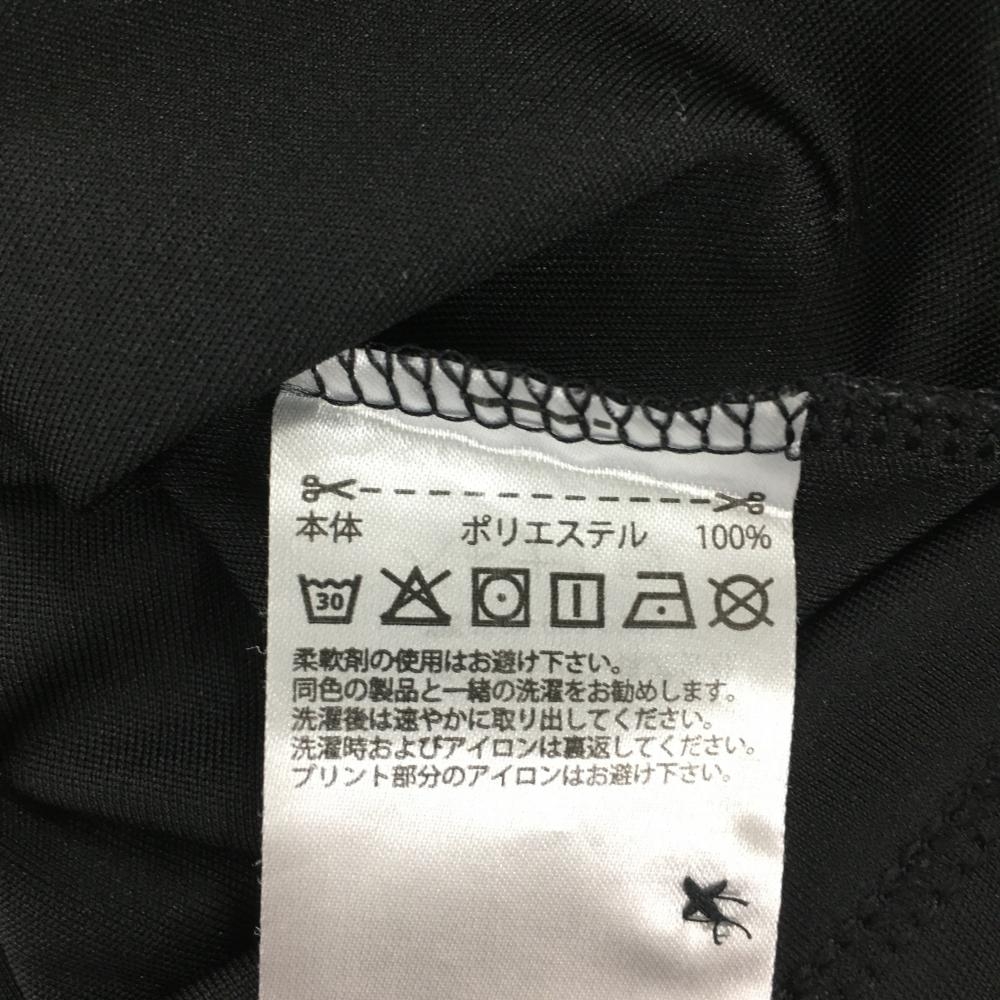 本体 ポリエステル 100%
30
柔軟剤の使用はお避け下さい。
同色の製品と一緒の洗濯をお勧めします。
洗濯後は速やかに取り出してください。
洗濯時およびアイロンは裏返してください。
プリント部分のアイロンはお避け下さい。